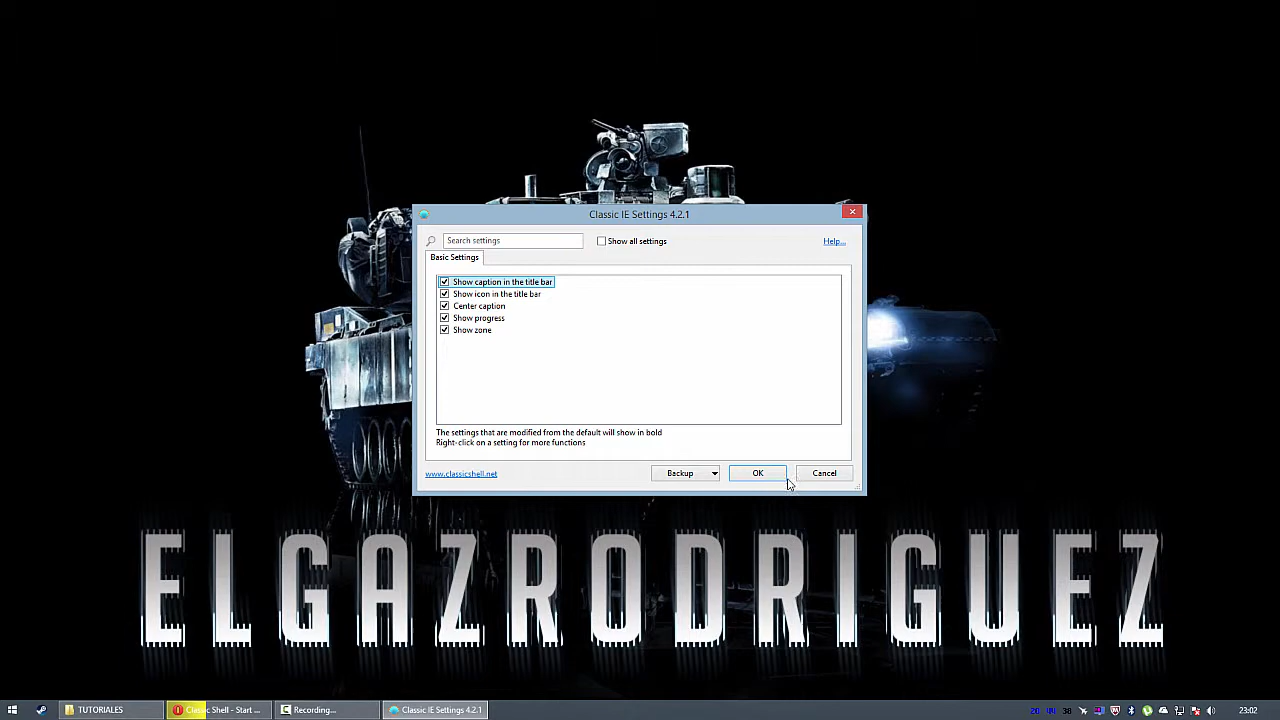 Classic IE Settings 4.2.1
Search settings
Show all settings
Help...
Basic Settings
Show caption in the title bar
Show icon in the title bar
Center caption
Show progress
Show zone
The settings that are modified from the default will show in bold
Right-click on a setting for more functions
www.classicshell.net
Backup
OK
Cancel
ELGAZRODRIGUEZ
TUTORIALES
Classic Shell - Start ...
Recording...
Classic IE Settings 4.2.1
20 44 38
23:02